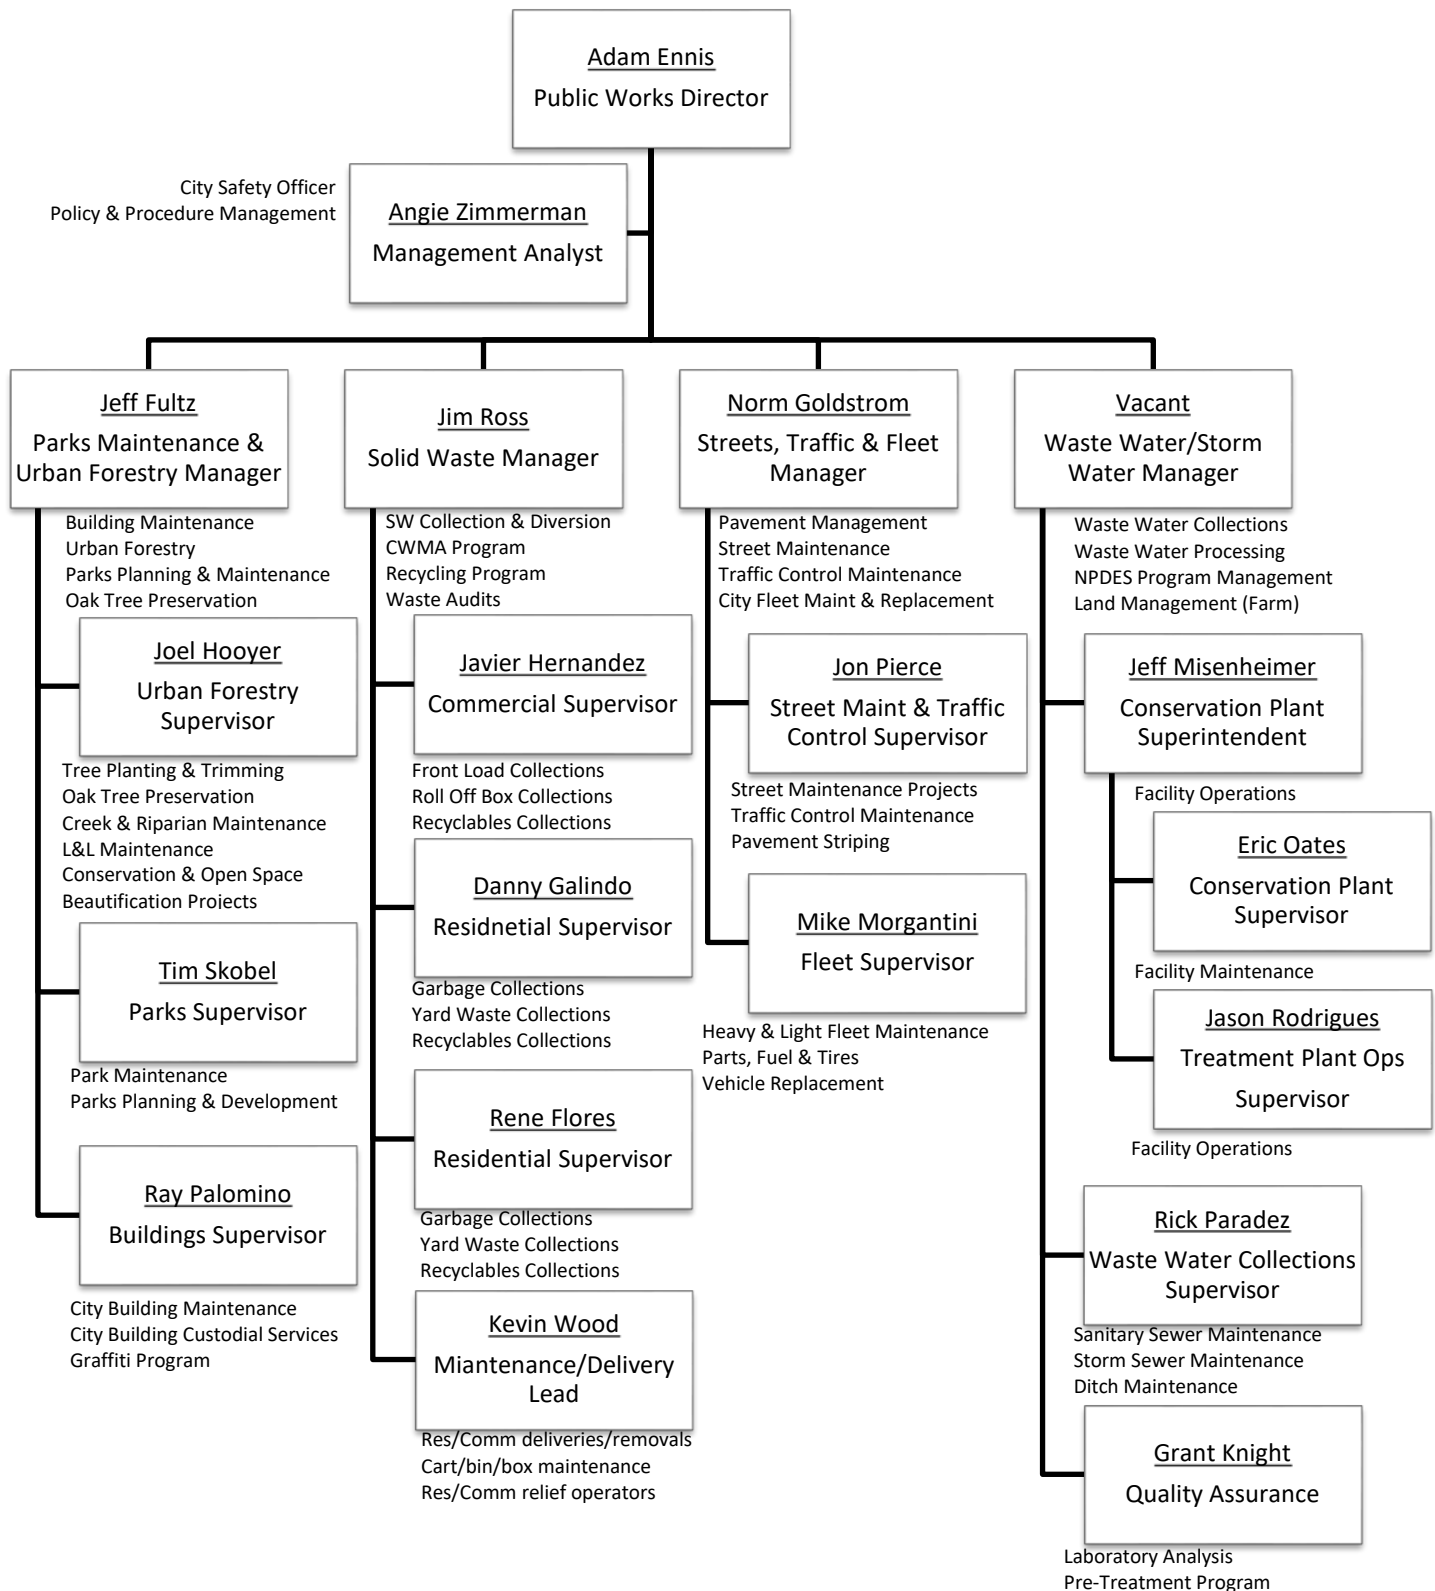 Adam Ennis
Public Works Director
City Safety Officer
Policy & Procedure Management
Angie Zimmerman
Management Analyst
Jeff Fultz
Parks Maintenance &
Urban Forestry Manager
Building Maintenance
Urban Forestry
Parks Planning & Maintenance
Oak Tree Preservation
Joel Hooyer
Urban Forestry
Supervisor
Tree Planting & Trimming
Oak Tree Preservation
Creek & Riparian Maintenance
L&L Maintenance
Conservation & Open Space
Beautification Projects
Tim Skobel
Parks Supervisor
Park Maintenance
Parks Planning & Development
Ray Palomino
Buildings Supervisor
City Building Maintenance
City Building Custodial Services
Graffiti Program
Jim Ross
Solid Waste Manager
SW Collection & Diversion
CWMA Program
Recycling Program
Waste Audits
Javier Hernandez
Commercial Supervisor
Front Load Collections
Roll Off Box Collections
Recyclables Collections
Danny Galindo
Residnetial Supervisor
Garbage Collections
Yard Waste Collections
Recyclables Collections
Rene Flores
Residential Supervisor
Garbage Collections
Yard Waste Collections
Recyclables Collections
Kevin Wood
Miantenance/Delivery
Lead
Res/Comm deliveries/removals
Cart/bin/box maintenance
Res/Comm relief operators
Norm Goldstrom
Streets, Traffic & Fleet
Manager
Pavement Management
Street Maintenance
Traffic Control Maintenance
City Fleet Maint & Replacement
Jon Pierce
Street Maint & Traffic
Control Supervisor
Street Maintenance Projects
Traffic Control Maintenance
Pavement Striping
Mike Morgantini
Fleet Supervisor
Heavy & Light Fleet Maintenance
Parts, Fuel & Tires
Vehicle Replacement
Vacant
Waste Water/Storm
Water Manager
Waste Water Collections
Waste Water Processing
NPDES Program Management
Land Management (Farm)
Jeff Misenheimer
Conservation Plant
Superintendent
Facility Operations
Eric Oates
Conservation Plant
Supervisor
Facility Maintenance
Jason Rodrigues
Treatment Plant Ops
Supervisor
Facility Operations
Rick Paradez
Waste Water Collections
Supervisor
Sanitary Sewer Maintenance
Storm Sewer Maintenance
Ditch Maintenance
Grant Knight
Quality Assurance
Laboratory Analysis
Pre-Treatment Program